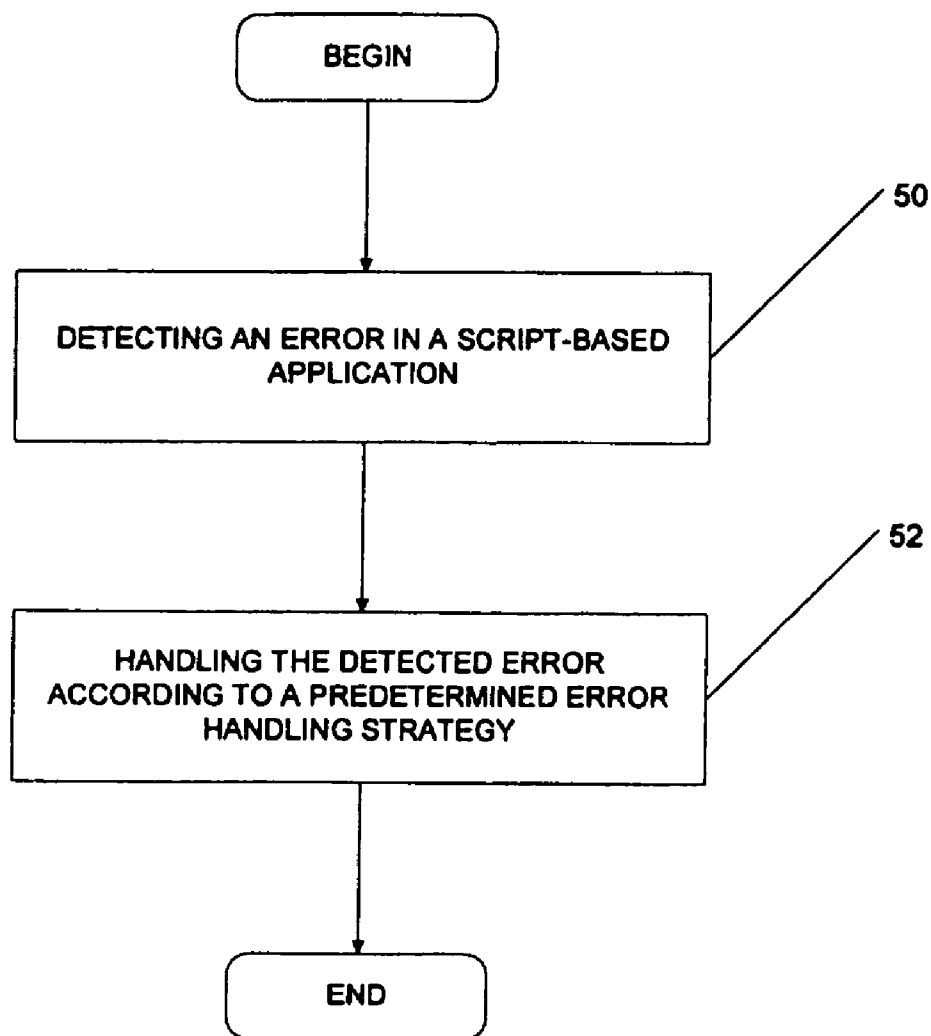 BEGIN
50
DETECTING AN ERROR IN A SCRIPT-BASED
APPLICATION
52
HANDLING THE DETECTED ERROR
ACCORDING TO A PREDETERMINED ERROR
HANDLING STRATEGY
END